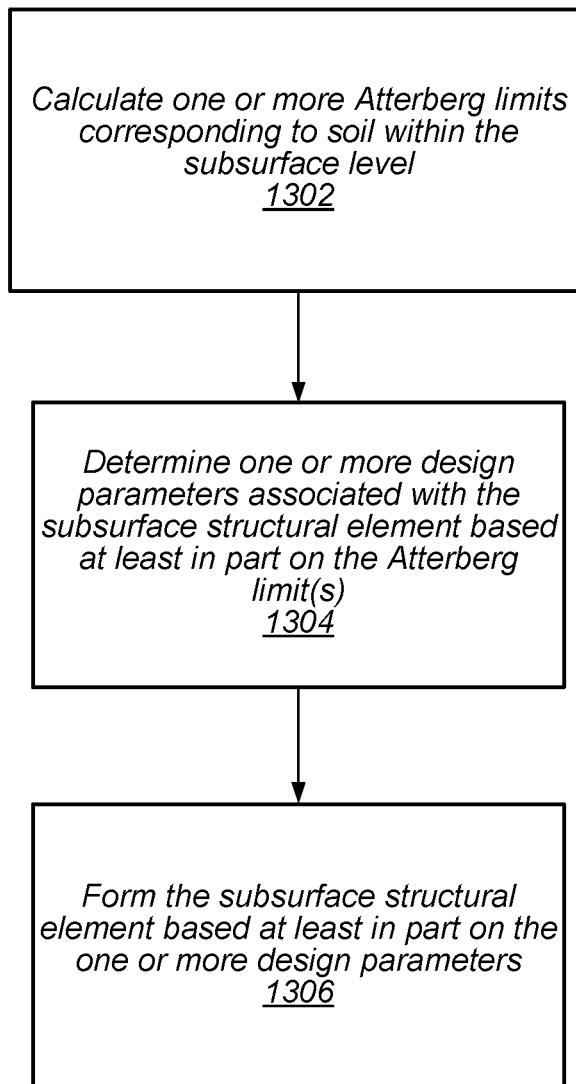 Calculate one or more Atterberg limits
corresponding to soil within the
subsurface level
1302
Determine one or more design
parameters associated with the
subsurface structural element based
at least in part on the Atterberg
limit(s)
1304
Form the subsurface structural
element based at least in part on the
one or more design parameters
1306